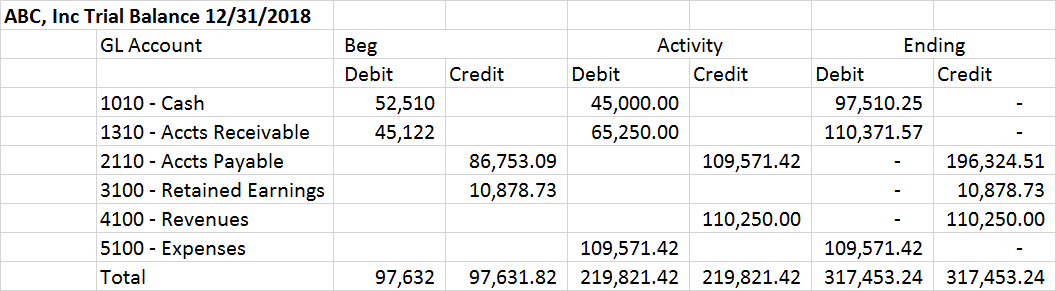 ABC, Inc Trial Balance 12/31/2018
GL Account Beg Activity Ending
Debit Credit Debit Credit Debit Credit
1010 - Cash 52,510 45,000.00 97,510.25 -
1310 - Accts Receivable 45,122 65,250.00 110,371.57 -
2110 - Accts Payable 86,753.09 109,571.42 - 196,324.51
3100 - Retained Earnings 10,878.73 - 10,878.73
4100 - Revenues 110,250.00 - 110,250.00
5100 - Expenses 109,571.42 109,571.42 -
Total 97,632 97,631.82 219,821.42 219,821.42 317,453.24 317,453.24